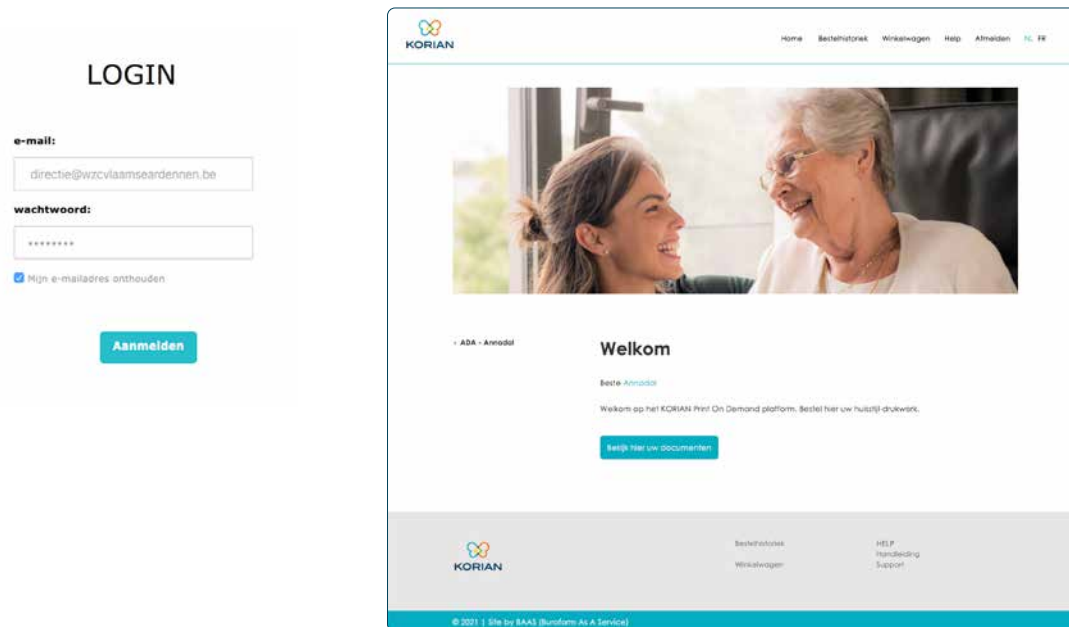 LOGIN
e-mail:
directie@wzcvlaamseardennen.be
wachtwoord:
********
Mijn e-mailadres onthouden
Aanmelden
KORIAN
Home Bestelhistoriek Winkelwagen Help Afmelden NL FR
ADA - Annadal
Welkom
Beste Annadal
Welkom op het KORIAN Print On Demand platform. Bestel hier uw huisstijl drukwerk.
Bekijk hier uw documenten
KORIAN
Bestelhistoriek
Winkelwagen
HELP
Handleiding
Support
© 2021 | Site by BAAS (Buroform As A Service)